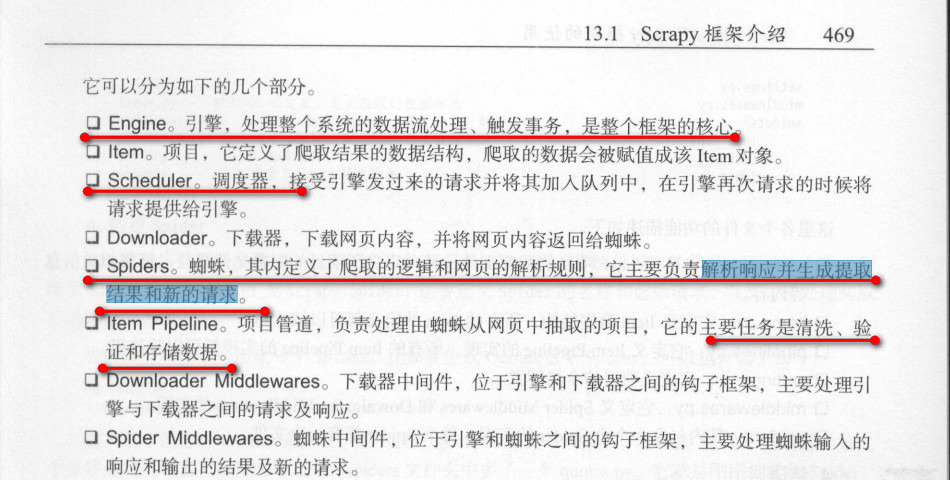 13.1 Scrapy 框架介绍 469
它可以分为如下的几个部分。
❑ Engine。引擎，处理整个系统的数据流处理、触发事务，是整个框架的核心。
❑ Item。项目，它定义了爬取结果的数据结构，爬取的数据会被赋值成该 Item 对象。
❑ Scheduler。调度器，接受引擎发过来的请求并将其加入队列中，在引擎再次请求的时候将
请求提供给引擎。
❑ Downloader。下载器，下载网页内容，并将网页内容返回给蜘蛛。
❑ Spiders。蜘蛛，其内定义了爬取的逻辑和网页的解析规则，它主要负责解析响应并生成提取
结果和新的请求。
❑ Item Pipeline。项目管道，负责处理由蜘蛛从网页中抽取的项目，它的主要任务是清洗、验
证和存储数据。
❑ Downloader Middlewares。下载器中间件，位于引擎和下载器之间的钩子框架，主要处理引
擎与下载器之间的请求及响应。
❑ Spider Middlewares。蜘蛛中间件，位于引擎和蜘蛛之间的钩子框架，主要处理蜘蛛输入的
响应和输出的结果及新的请求。